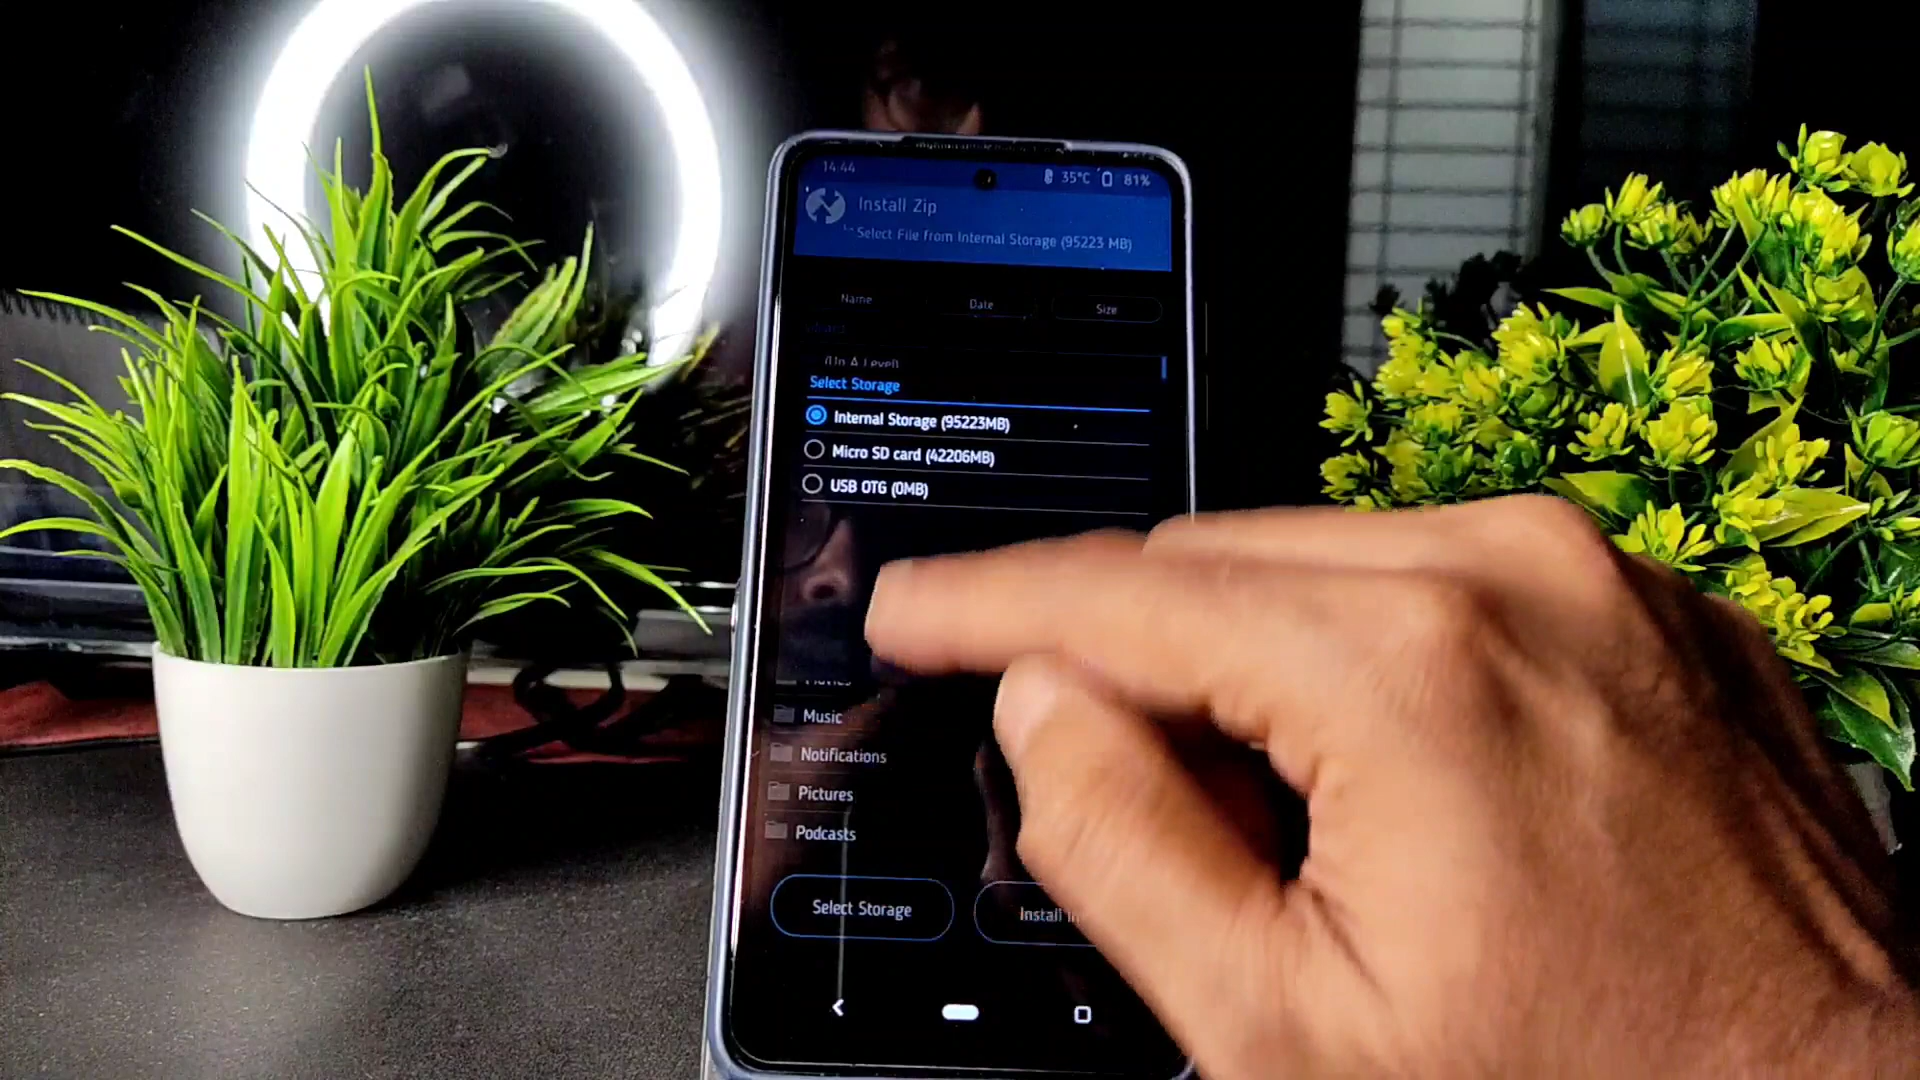 14:44
35°C 81%
Install Zip
Select File from Internal Storage (95223 MB)
Name Date Size
(Up A Level)
Select Storage
Internal Storage (95223MB)
Micro SD card (42206MB)
USB OTG (0MB)
Movies
Music
Notifications
Pictures
Podcasts
Select Storage
Install